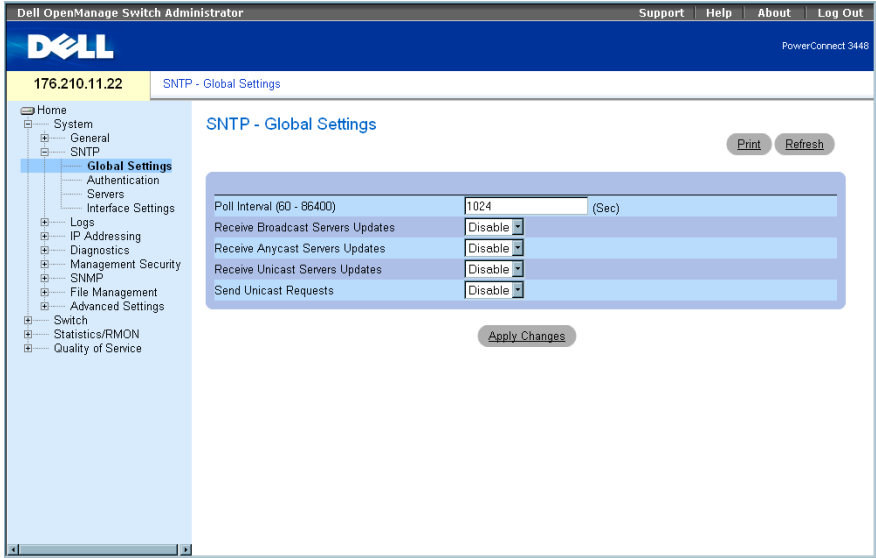 Dell OpenManage Switch Administrator
Support | Help | About | Log Out
DELL
PowerConnect 3448
176.210.11.22
SNTP - Global Settings
Home
System
General
SNTP
Global Settings
Authentication
Servers
Interface Settings
Logs
IP Addressing
Diagnostics
Management Security
SNMP
File Management
Advanced Settings
Switch
Statistics/RMON
Quality of Service
SNTP - Global Settings
Print
Refresh
Poll Interval (60 - 86400) 1024 (Sec)
Receive Broadcast Servers Updates Disable
Receive Anycast Servers Updates Disable
Receive Unicast Servers Updates Disable
Send Unicast Requests Disable
Apply Changes